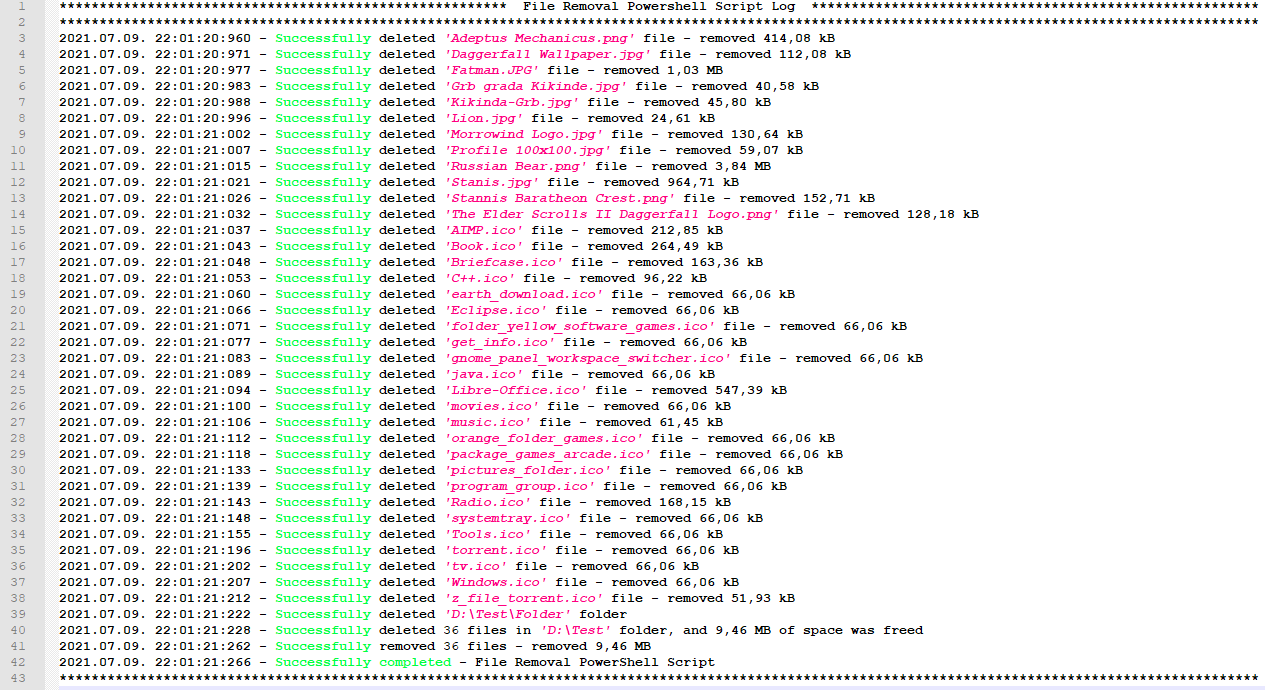 1 ******************************************************** File Removal Powershell Script Log ********************************************************
2 ******************************************************************************************************************************************************
3 2021.07.09. 22:01:20:960 - Successfully deleted 'Adeptus Mechanicus.png' file - removed 414,08 kB
4 2021.07.09. 22:01:20:971 - Successfully deleted 'Daggerfall Wallpaper.jpg' file - removed 112,08 kB
5 2021.07.09. 22:01:20:977 - Successfully deleted 'Fatman.JPG' file - removed 1,03 MB
6 2021.07.09. 22:01:20:983 - Successfully deleted 'Grb grada Kikinde.jpg' file - removed 40,58 kB
7 2021.07.09. 22:01:20:988 - Successfully deleted 'Kikinda-Grb.jpg' file - removed 45,80 kB
8 2021.07.09. 22:01:20:996 - Successfully deleted 'Lion.jpg' file - removed 24,61 kB
9 2021.07.09. 22:01:21:002 - Successfully deleted 'Morrowind Logo.jpg' file - removed 130,64 kB
10 2021.07.09. 22:01:21:007 - Successfully deleted 'Profile 100x100.jpg' file - removed 59,07 kB
11 2021.07.09. 22:01:21:015 - Successfully deleted 'Russian Bear.png' file - removed 3,84 MB
12 2021.07.09. 22:01:21:021 - Successfully deleted 'Stanis.jpg' file - removed 964,71 kB
13 2021.07.09. 22:01:21:026 - Successfully deleted 'Stannis Baratheon Crest.png' file - removed 152,71 kB
14 2021.07.09. 22:01:21:032 - Successfully deleted 'The Elder Scrolls II Daggerfall Logo.png' file - removed 128,18 kB
15 2021.07.09. 22:01:21:037 - Successfully deleted 'AIMP.ico' file - removed 212,85 kB
16 2021.07.09. 22:01:21:043 - Successfully deleted 'Book.ico' file - removed 264,49 kB
17 2021.07.09. 22:01:21:048 - Successfully deleted 'Briefcase.ico' file - removed 163,36 kB
18 2021.07.09. 22:01:21:053 - Successfully deleted 'C++.ico' file - removed 96,22 kB
19 2021.07.09. 22:01:21:060 - Successfully deleted 'earth_download.ico' file - removed 66,06 kB
20 2021.07.09. 22:01:21:066 - Successfully deleted 'Eclipse.ico' file - removed 66,06 kB
21 2021.07.09. 22:01:21:071 - Successfully deleted 'folder_yellow_software_games.ico' file - removed 66,06 kB
22 2021.07.09. 22:01:21:077 - Successfully deleted 'get_info.ico' file - removed 66,06 kB
23 2021.07.09. 22:01:21:083 - Successfully deleted 'gnome_panel_workspace_switcher.ico' file - removed 66,06 kB
24 2021.07.09. 22:01:21:089 - Successfully deleted 'java.ico' file - removed 66,06 kB
25 2021.07.09. 22:01:21:094 - Successfully deleted 'Libre-Office.ico' file - removed 547,39 kB
26 2021.07.09. 22:01:21:100 - Successfully deleted 'movies.ico' file - removed 66,06 kB
27 2021.07.09. 22:01:21:106 - Successfully deleted 'music.ico' file - removed 61,45 kB
28 2021.07.09. 22:01:21:112 - Successfully deleted 'orange_folder_games.ico' file - removed 66,06 kB
29 2021.07.09. 22:01:21:118 - Successfully deleted 'package_games_arcade.ico' file - removed 66,06 kB
30 2021.07.09. 22:01:21:133 - Successfully deleted 'pictures_folder.ico' file - removed 66,06 kB
31 2021.07.09. 22:01:21:139 - Successfully deleted 'program_group.ico' file - removed 66,06 kB
32 2021.07.09. 22:01:21:143 - Successfully deleted 'Radio.ico' file - removed 168,15 kB
33 2021.07.09. 22:01:21:148 - Successfully deleted 'systemtray.ico' file - removed 66,06 kB
34 2021.07.09. 22:01:21:155 - Successfully deleted 'Tools.ico' file - removed 66,06 kB
35 2021.07.09. 22:01:21:196 - Successfully deleted 'torrent.ico' file - removed 66,06 kB
36 2021.07.09. 22:01:21:202 - Successfully deleted 'tv.ico' file - removed 66,06 kB
37 2021.07.09. 22:01:21:207 - Successfully deleted 'Windows.ico' file - removed 66,06 kB
38 2021.07.09. 22:01:21:212 - Successfully deleted 'z_file_torrent.ico' file - removed 51,93 kB
39 2021.07.09. 22:01:21:222 - Successfully deleted 'D:\Test\Folder' folder
40 2021.07.09. 22:01:21:228 - Successfully deleted 36 files in 'D:\Test' folder, and 9,46 MB of space was freed
41 2021.07.09. 22:01:21:262 - Successfully removed 36 files - removed 9,46 MB
42 2021.07.09. 22:01:21:266 - Successfully completed - File Removal PowerShell Script
43 ******************************************************************************************************************************************************